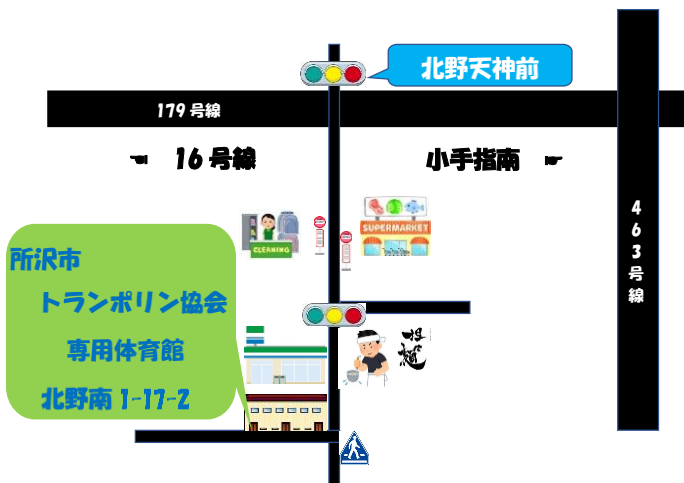 北野天神前
179号線
☚ 16号線
小手指南 ☛
463号線
CLEANING
SUPERMARKET
所沢市
トランポリン協会
専用体育館
北野南1-17-2